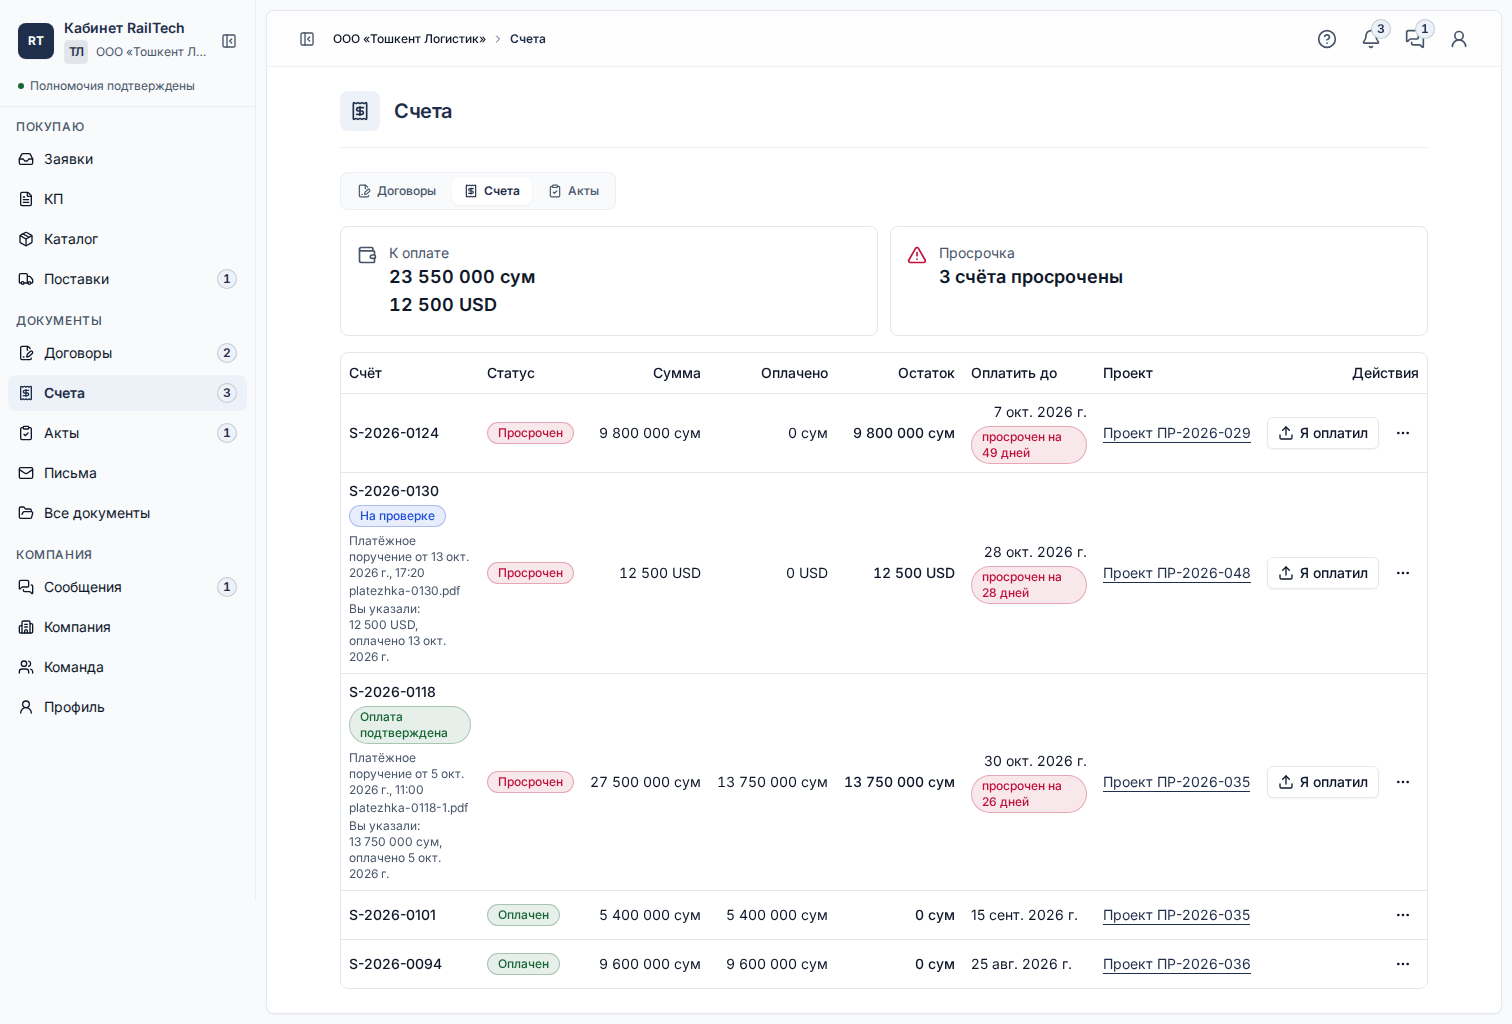 RT
Кабинет RailTech
ТЛ ООО «Тошкент Л...
Полномочия подтверждены
ПОКУПАЮ
Заявки
КП
Каталог
Поставки 1
ДОКУМЕНТЫ
Договоры 2
Счета 3
Акты 1
Письма
Все документы
КОМПАНИЯ
Сообщения 1
Компания
Команда
Профиль
ООО «Тошкент Логистик» > Счета
3
1
Счета
Договоры Счета Акты
К оплате
23 550 000 сум
12 500 USD
Просрочка
3 счёта просрочены
Счёт Статус Сумма Оплачено Остаток Оплатить до Проект Действия
S-2026-0124 Просрочен 9 800 000 сум 0 сум 9 800 000 сум 7 окт. 2026 г. Проект ПР-2026-029 Я оплатил ...
просрочен на
49 дней
S-2026-0130
На проверке
Платёжное
поручение от 13 окт.
2026 г., 17:20
platezhka-0130.pdf
Вы указали:
12 500 USD,
оплачено 13 окт.
2026 г.
Просрочен 12 500 USD 0 USD 12 500 USD 28 окт. 2026 г. Проект ПР-2026-048 Я оплатил ...
просрочен на
28 дней
S-2026-0118
Оплата
подтверждена
Платёжное
поручение от 5 окт.
2026 г., 11:00
platezhka-0118-1.pdf
Вы указали:
13 750 000 сум,
оплачено 5 окт.
2026 г.
Просрочен 27 500 000 сум 13 750 000 сум 13 750 000 сум 30 окт. 2026 г. Проект ПР-2026-035 Я оплатил ...
просрочен на
26 дней
S-2026-0101 Оплачен 5 400 000 сум 5 400 000 сум 0 сум 15 сент. 2026 г. Проект ПР-2026-035 ...
S-2026-0094 Оплачен 9 600 000 сум 9 600 000 сум 0 сум 25 авг. 2026 г. Проект ПР-2026-036 ...